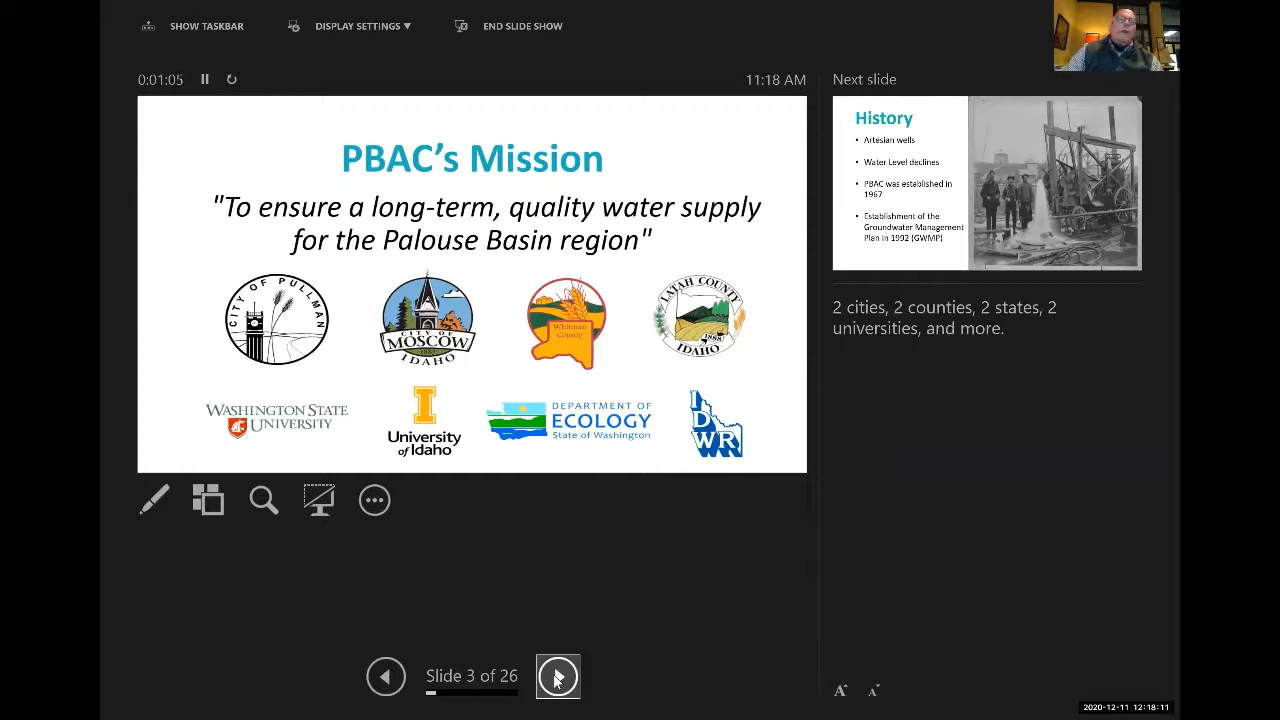 SHOW TASKBAR
DISPLAY SETTINGS ▼
END SLIDE SHOW
0:01:05
11:18 AM
Next slide
PBAC's Mission
"To ensure a long-term, quality water supply
for the Palouse Basin region"
CITY OF PULLMAN
CITY OF
MOSCOW
IDAHO
Whitman
County
LATAH COUNTY
1888
IDAHO
WASHINGTON STATE
UNIVERSITY
I
University
of Idaho
DEPARTMENT OF
ECOLOGY
State of Washington
I
D
WR
History
• Artesian wells
• Water Level declines
• PBAC was established in
1967
• Establishment of the
Groundwater Management
Plan in 1992 (GWMP)
2 cities, 2 counties, 2 states, 2
universities, and more.
Slide 3 of 26
A A
2020-12-11 12:18:11